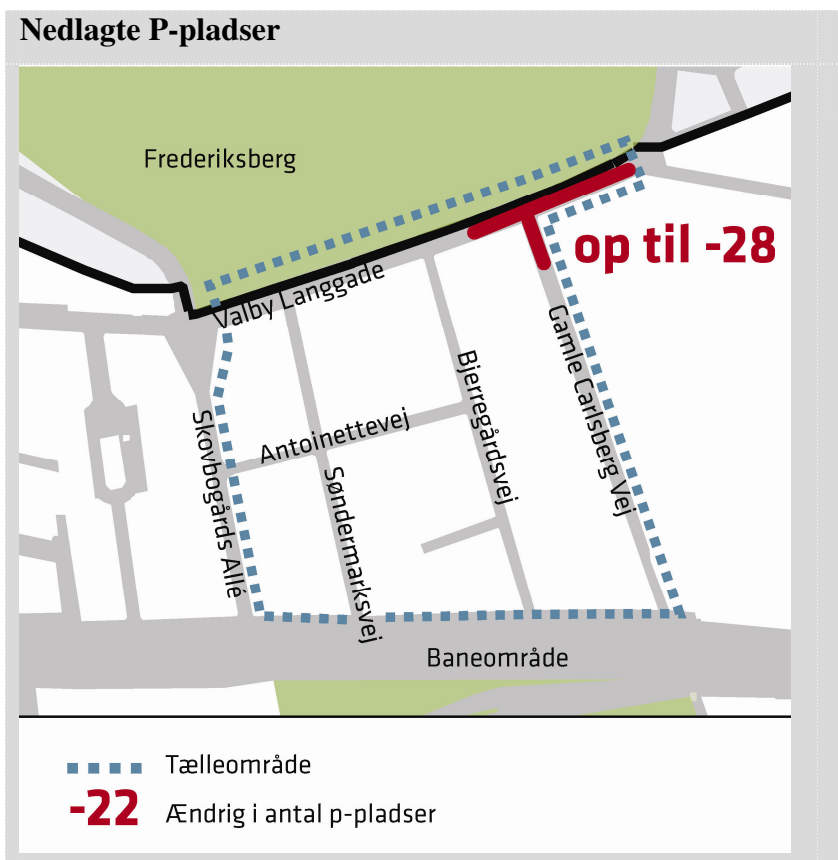 Nedlagte P-pladser
Frederiksberg
op til -28
Valby Langgade
Gamle Carlsberg Vej
Bjerregårdsvej
Antoinettevej
Skovbogårds Allé
Søndermarksvej
Baneområde
Tælleområde
-22 Ændrig i antal p-pladser